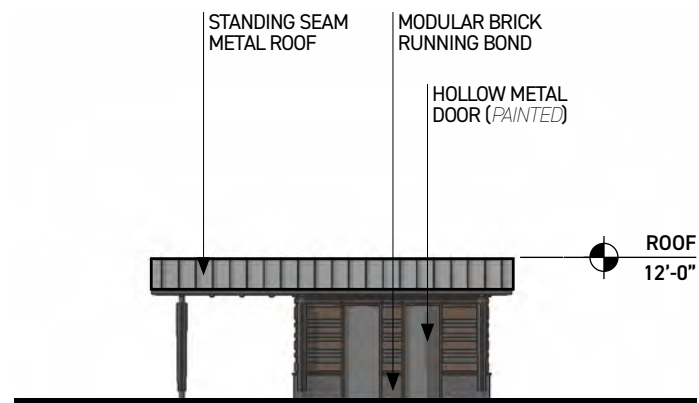 STANDING SEAM
METAL ROOF
MODULAR BRICK
RUNNING BOND
HOLLOW METAL
DOOR (PAINTED)
ROOF
12'-0"